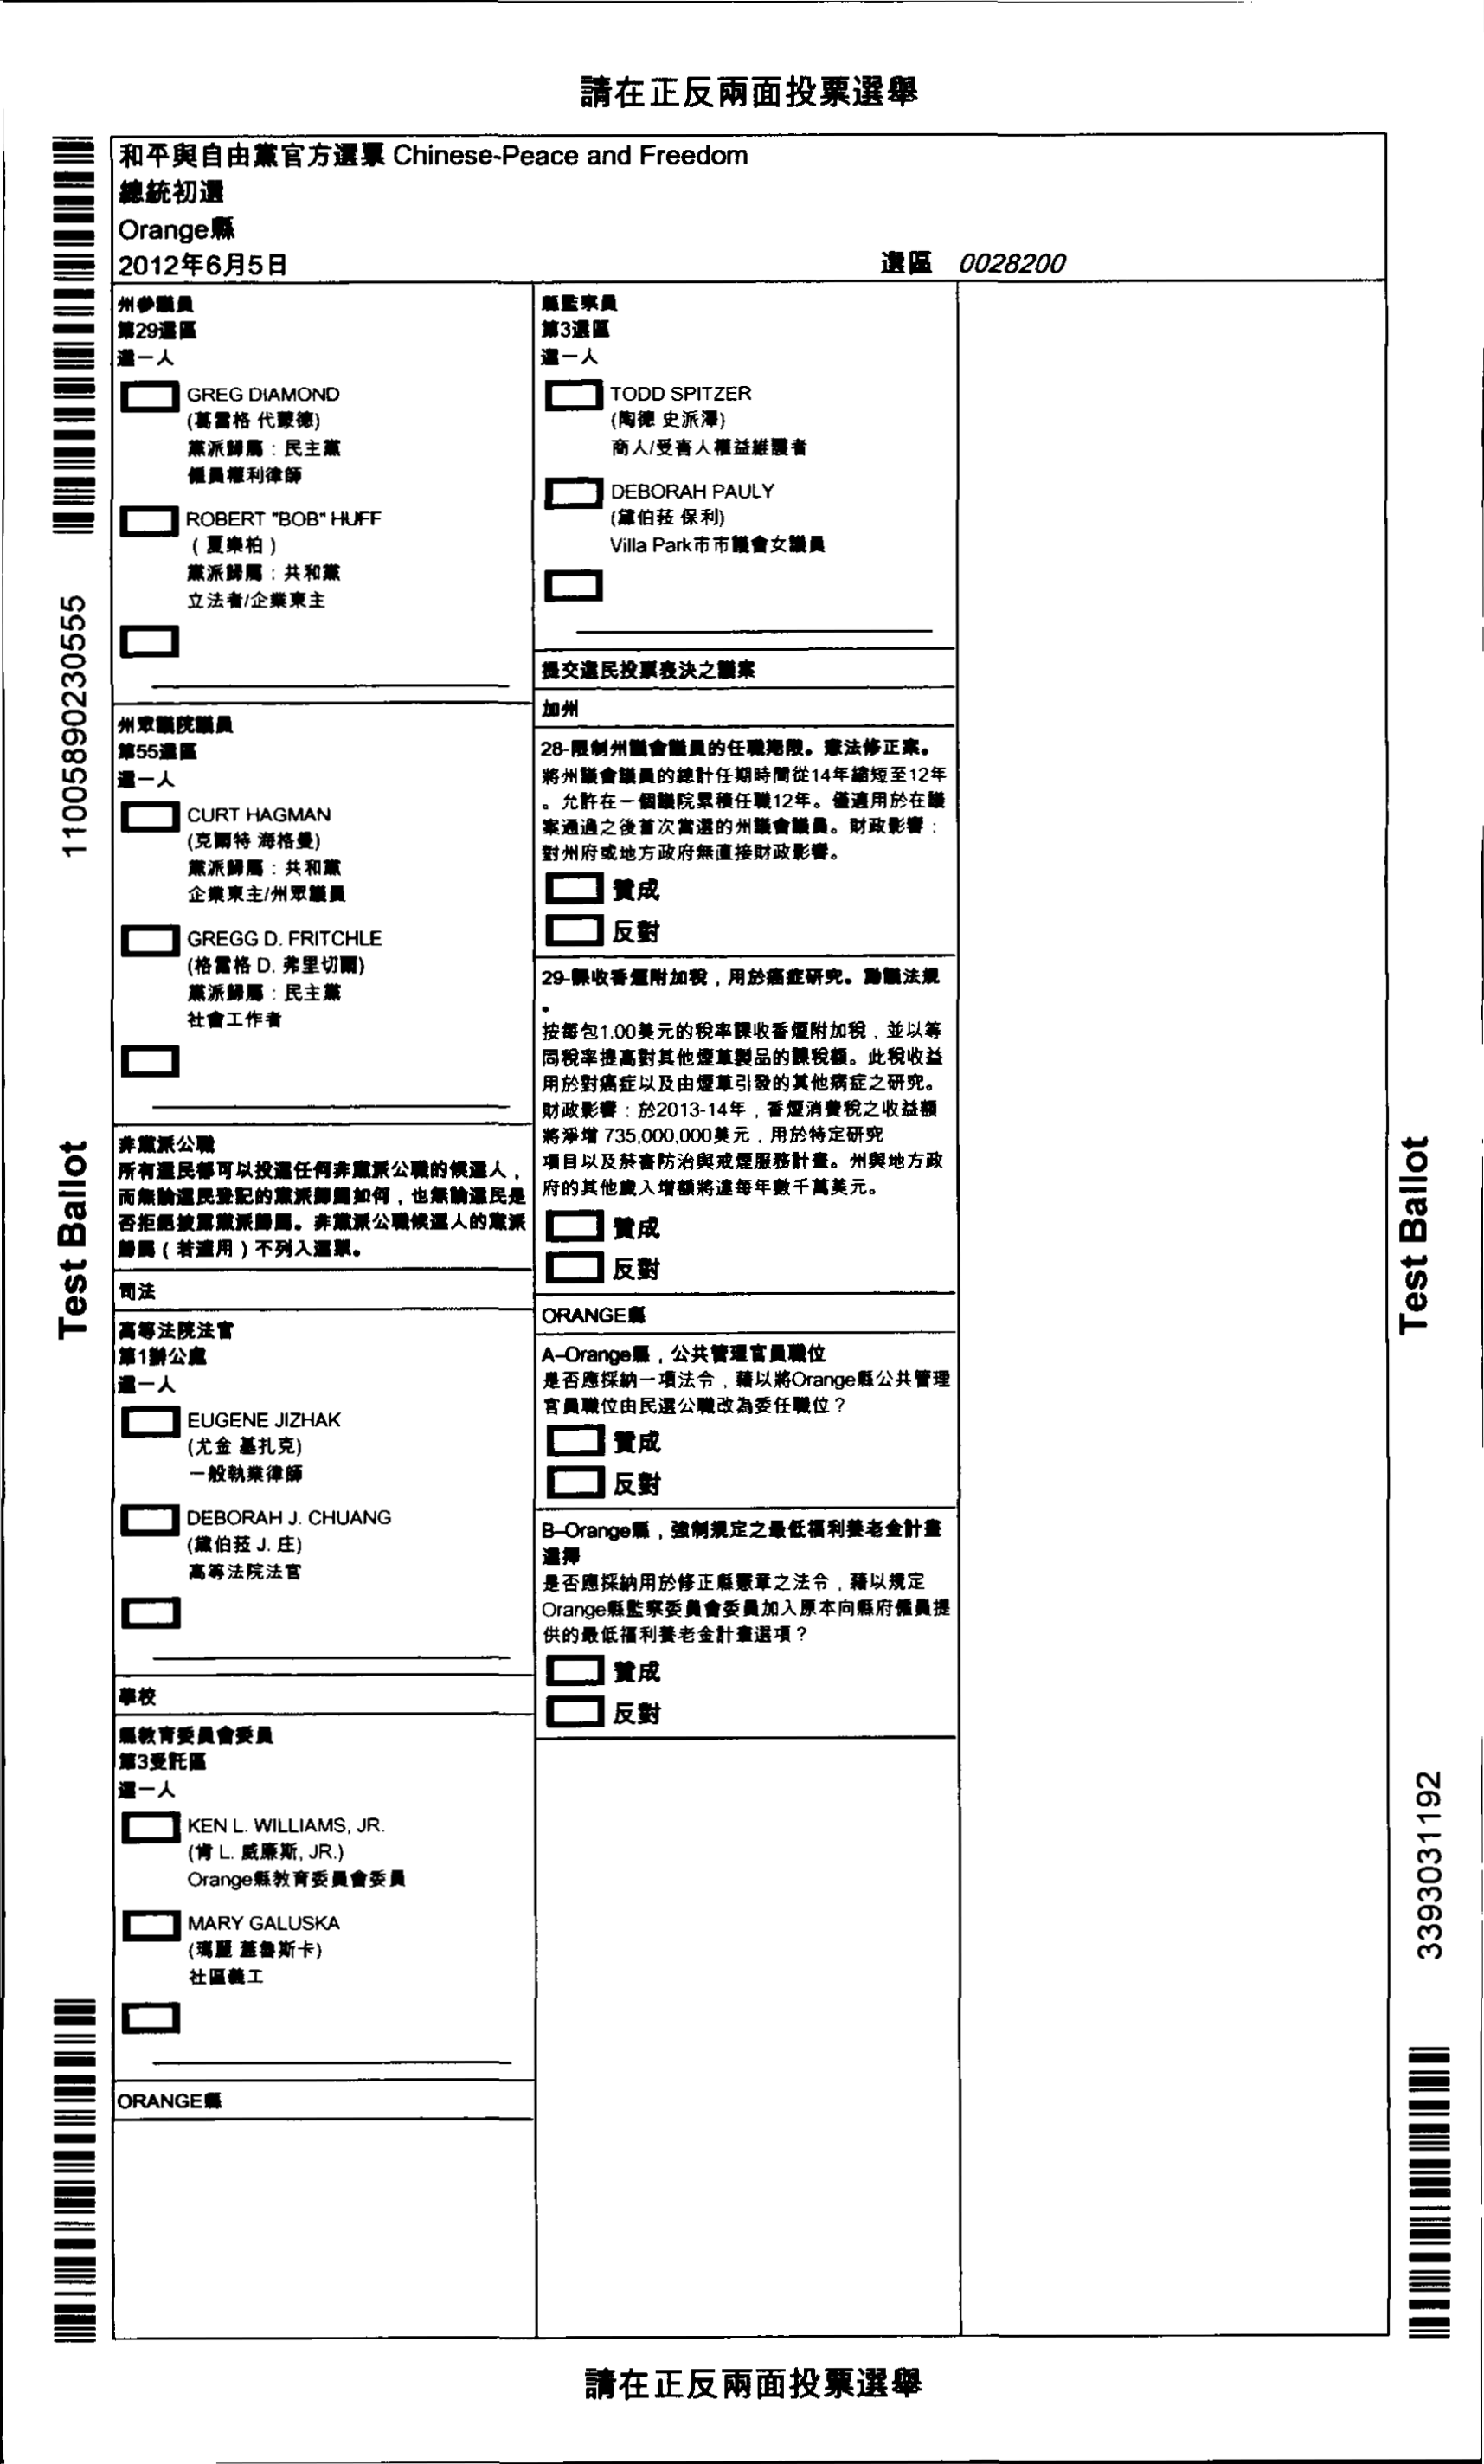 請在正反兩面投票選舉
和平與自由黨官方選票 Chinese-Peace and Freedom
總統初選
Orange縣
2012年6月5日
選區 0028200
州參議員
第29選區
選一人
GREG DIAMOND
(葛雷格 代蒙德)
黨派歸屬：民主黨
僱員權利律師
ROBERT "BOB" HUFF
（夏樂柏）
黨派歸屬：共和黨
立法者/企業東主
州眾議院議員
第55選區
選一人
CURT HAGMAN
(克爾特 海格曼)
黨派歸屬：共和黨
企業東主/州眾議員
GREGG D. FRITCHLE
(格雷格 D. 弗里切爾)
黨派歸屬：民主黨
社會工作者
非黨派公職
所有選民都可以投選任何非黨派公職的候選人，
而無論選民登記的黨派歸屬如何，也無論選民是
否拒絕披露黨派歸屬。非黨派公職候選人的黨派
歸屬（若適用）不列入選票。
司法
高等法院法官
第1辦公處
選一人
EUGENE JIZHAK
(尤金 基扎克)
一般執業律師
DEBORAH J. CHUANG
(黛伯菈 J. 庄)
高等法院法官
學校
縣教育委員會委員
第3受託區
選一人
KEN L. WILLIAMS, JR.
(肯 L. 威廉斯, JR.)
Orange縣教育委員會委員
MARY GALUSKA
(瑪麗 蓋魯斯卡)
社區義工
ORANGE縣
縣監察員
第3選區
選一人
TODD SPITZER
(陶德 史派澤)
商人/受害人權益維護者
DEBORAH PAULY
(黛伯菈 保利)
Villa Park市市議會女議員
提交選民投票表決之議案
加州
28-限制州議會議員的任職期限。憲法修正案。
將州議會議員的總計任期時間從14年縮短至12年
。允許在一個議院累積任職12年。僅適用於在議
案通過之後首次當選的州議會議員。財政影響：
對州府或地方政府無直接財政影響。
贊成
反對
29-課收香煙附加稅，用於癌症研究。動議法規
。
按每包1.00美元的稅率課收香煙附加稅，並以等
同稅率提高對其他煙草製品的課稅額。此稅收益
用於對癌症以及由煙草引發的其他病症之研究。
財政影響：於2013-14年，香煙消費稅之收益額
將淨增 735,000,000美元，用於特定研究
項目以及菸害防治與戒煙服務計畫。州與地方政
府的其他歲入增額將達每年數千萬美元。
贊成
反對
ORANGE縣
A–Orange縣，公共管理官員職位
是否應採納一項法令，藉以將Orange縣公共管理
官員職位由民選公職改為委任職位？
贊成
反對
B–Orange縣，強制規定之最低福利養老金計畫
選擇
是否應採納用於修正縣憲章之法令，藉以規定
Orange縣監察委員會委員加入原本向縣府僱員提
供的最低福利養老金計畫選項？
贊成
反對
11005890230555
Test Ballot
Test Ballot
3393031192
請在正反兩面投票選舉